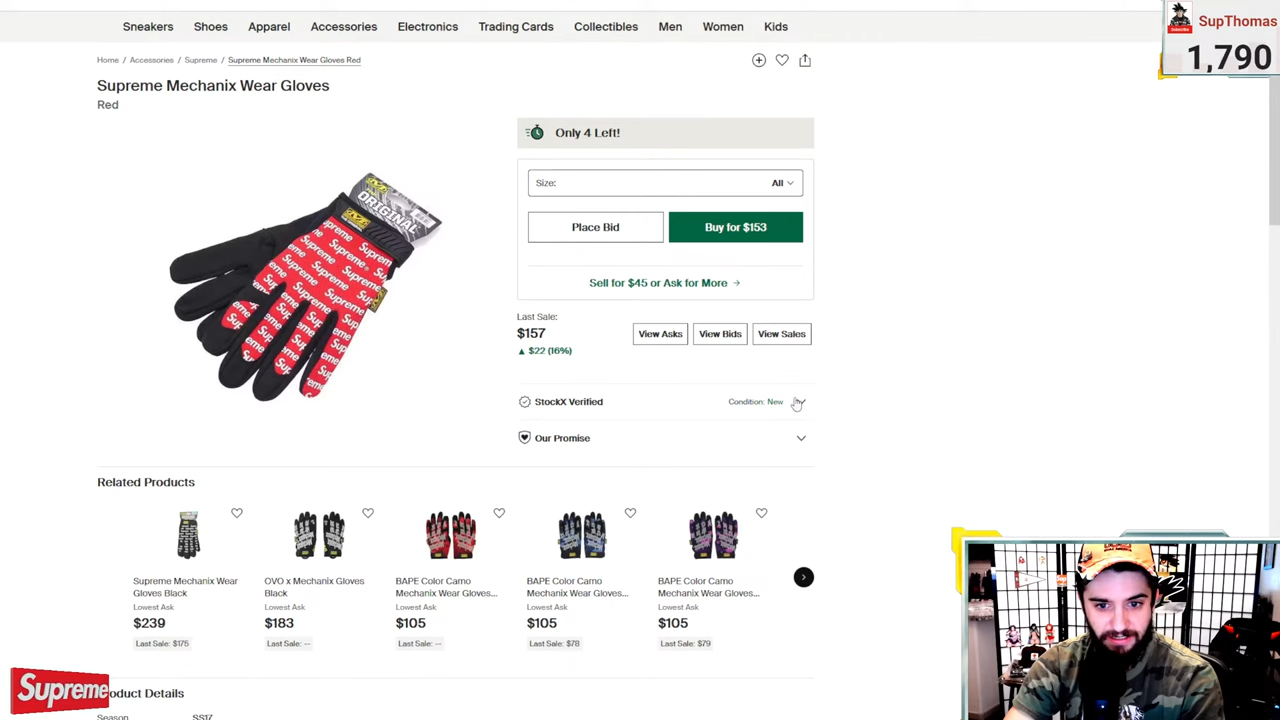 Sneakers Shoes Apparel Accessories Electronics Trading Cards Collectibles Men Women Kids
SupThomas
Subscribe
1,790
Home / Accessories / Supreme / Supreme Mechanix Wear Gloves Red
Supreme Mechanix Wear Gloves
Red
Only 4 Left!
Size: All
Place Bid Buy for $153
Sell for $45 or Ask for More →
Last Sale:
$157
▲ $22 (16%)
View Asks View Bids View Sales
ORIGINAL
Supreme
StockX Verified Condition: New
Our Promise
Related Products
Supreme Mechanix Wear
Gloves Black
Lowest Ask
$239
Last Sale: $175
OVO x Mechanix Gloves
Black
Lowest Ask
$183
Last Sale: --
BAPE Color Camo
Mechanix Wear Gloves...
Lowest Ask
$105
Last Sale: --
BAPE Color Camo
Mechanix Wear Gloves...
Lowest Ask
$105
Last Sale: $78
BAPE Color Camo
Mechanix Wear Gloves...
Lowest Ask
$105
Last Sale: $79
Supreme
oduct Details
Season SS17